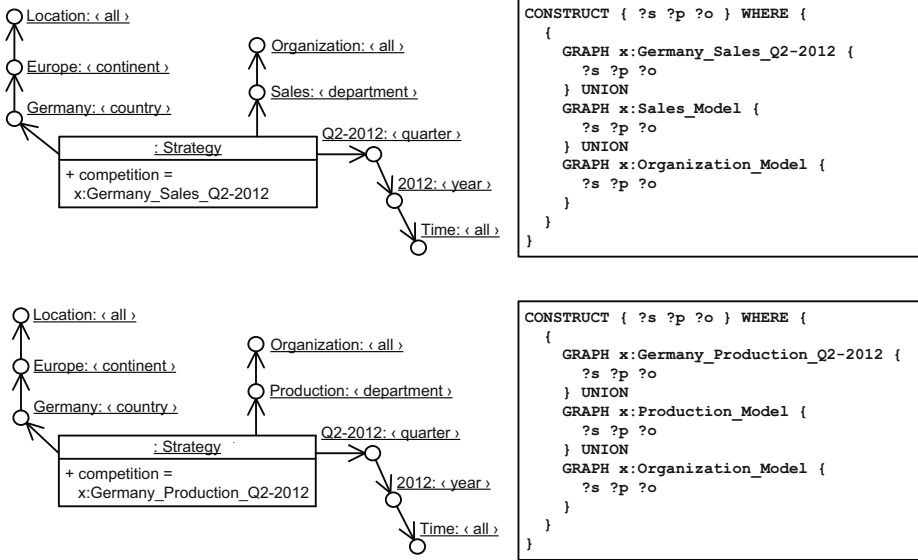 Location: ‹ all ›
Europe: ‹ continent ›
Germany: ‹ country ›
Organization: ‹ all ›
Sales: ‹ department ›
Q2-2012: ‹ quarter ›
2012: ‹ year ›
Time: ‹ all ›
: Strategy
+ competition =
x:Germany_Sales_Q2-2012
CONSTRUCT { ?s ?p ?o } WHERE {
{
GRAPH x:Germany_Sales_Q2-2012 {
?s ?p ?o
} UNION
GRAPH x:Sales_Model {
?s ?p ?o
} UNION
GRAPH x:Organization_Model {
?s ?p ?o
}
}
}
Location: ‹ all ›
Europe: ‹ continent ›
Germany: ‹ country ›
Organization: ‹ all ›
Production: ‹ department ›
Q2-2012: ‹ quarter ›
2012: ‹ year ›
Time: ‹ all ›
: Strategy
+ competition =
x:Germany_Production_Q2-2012
CONSTRUCT { ?s ?p ?o } WHERE {
{
GRAPH x:Germany_Production_Q2-2012 {
?s ?p ?o
} UNION
GRAPH x:Production_Model {
?s ?p ?o
} UNION
GRAPH x:Organization_Model {
?s ?p ?o
}
}
}